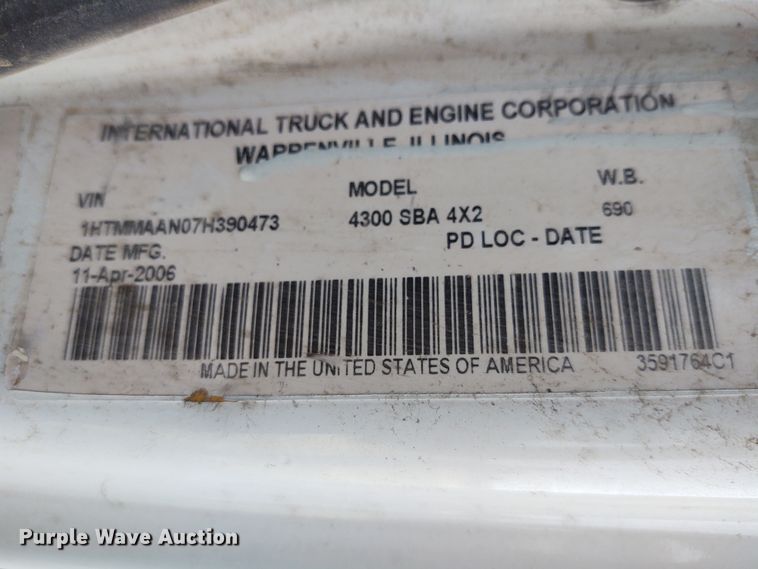 INTERNATIONAL TRUCK AND ENGINE CORPORATION
WARRENVILLE, ILLINOIS
VIN MODEL W.B.
1HTMMAAN07H390473 4300 SBA 4X2 690
DATE MFG. PD LOC - DATE
11-Apr-2006
MADE IN THE UNITED STATES OF AMERICA 3591764C1
Purple Wave Auction